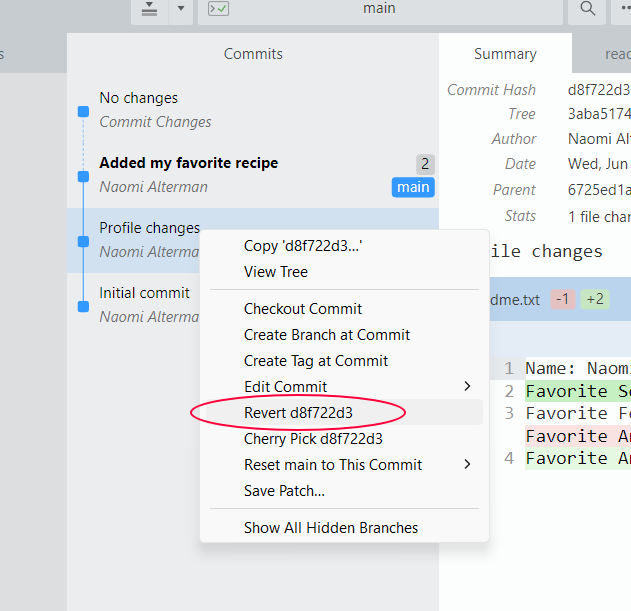 main
Commits
Summary
No changes
Commit Changes
Added my favorite recipe
2
Naomi Alterman
main
Profile changes
Naomi Alterma
Initial commit
Naomi Alterma
Copy 'd8f722d3...'
View Tree
Checkout Commit
Create Branch at Commit
Create Tag at Commit
Edit Commit
Revert d8f722d3
Cherry Pick d8f722d3
Reset main to This Commit
Save Patch...
Show All Hidden Branches
Commit Hash d8f722d3
Tree 3aba5174
Author Naomi Al
Date Wed, Jun
Parent 6725ed1a
Stats 1 file char
ile changes
dme.txt -1 +2
1 Name: Naomi
2 Favorite S
3 Favorite F
Favorite A
4 Favorite A